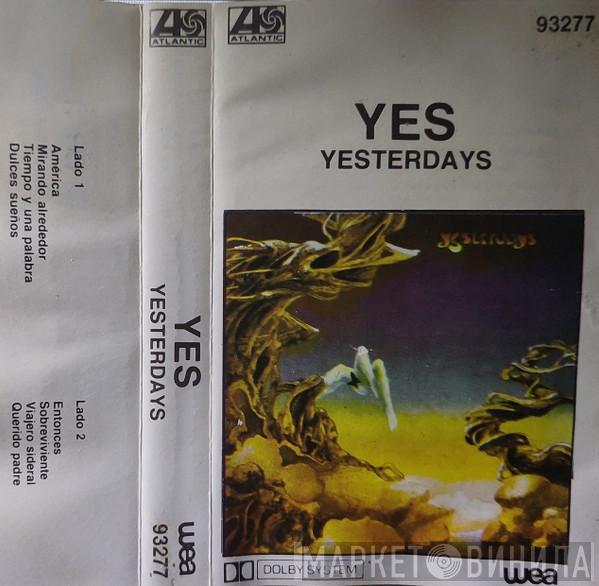 Lado 1
América
Mirando alrededor
Tiempo y una palabra
Dulces sueños
Lado 2
Entonces
Sobreviviente
Viajero sideral
Querido padre
ATLANTIC
YES
YESTERDAYS
wea
93277
ATLANTIC
93277
YES
YESTERDAYS
yesterdays
DOLBY SYSTEM
wea
МАРКЕТ ВИНИЛА